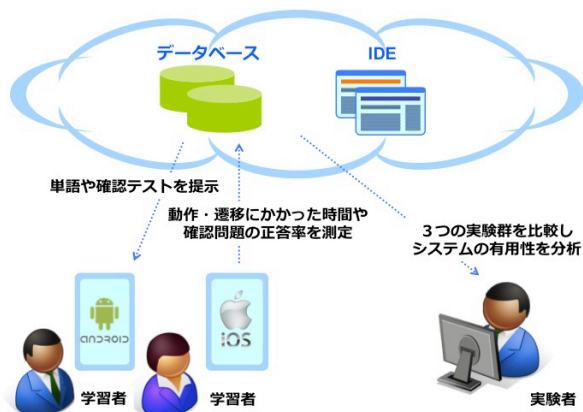 データベース
IDE
単語や確認テストを提示
動作・遷移にかかった時間や
確認問題の正答率を測定
３つの実験群を比較し
システムの有用性を分析
ANDROID
iOS
学習者
学習者
実験者